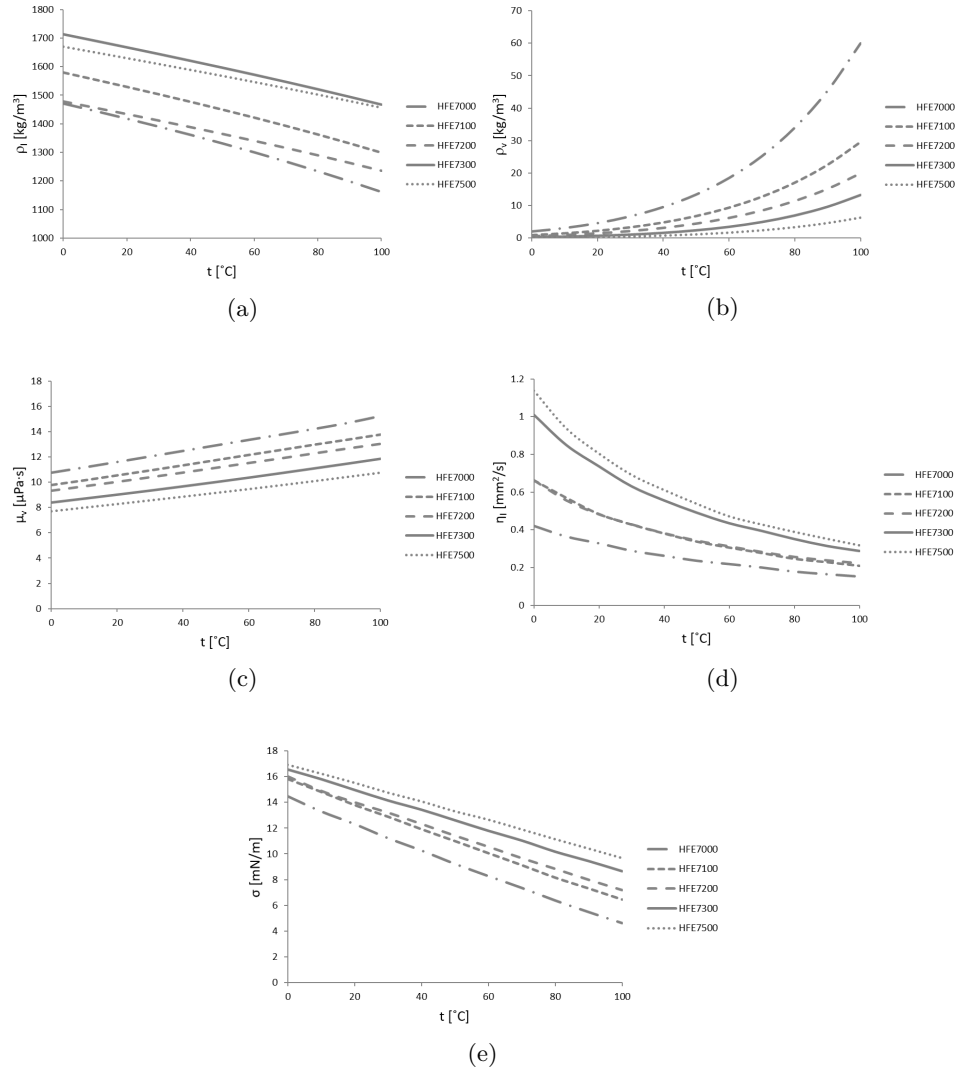 1800
1700
1600
1500
1400
1300
1200
1100
1000
ρl [kg/m³]
0 20 40 60 80 100
t [˚C]
HFE7000
HFE7100
HFE7200
HFE7300
HFE7500
(a)
70
60
50
40
30
20
10
0
ρv [kg/m³]
0 20 40 60 80 100
t [˚C]
HFE7000
HFE7100
HFE7200
HFE7300
HFE7500
(b)
18
16
14
12
10
8
6
4
2
0
μv [μPa·s]
0 20 40 60 80 100
t [˚C]
HFE7000
HFE7100
HFE7200
HFE7300
HFE7500
(c)
1.2
1
0.8
0.6
0.4
0.2
0
ηl [mm²/s]
0 20 40 60 80 100
t [˚C]
HFE7000
HFE7100
HFE7200
HFE7300
HFE7500
(d)
18
16
14
12
10
8
6
4
2
0
σ [mN/m]
0 20 40 60 80 100
t [˚C]
HFE7000
HFE7100
HFE7200
HFE7300
HFE7500
(e)